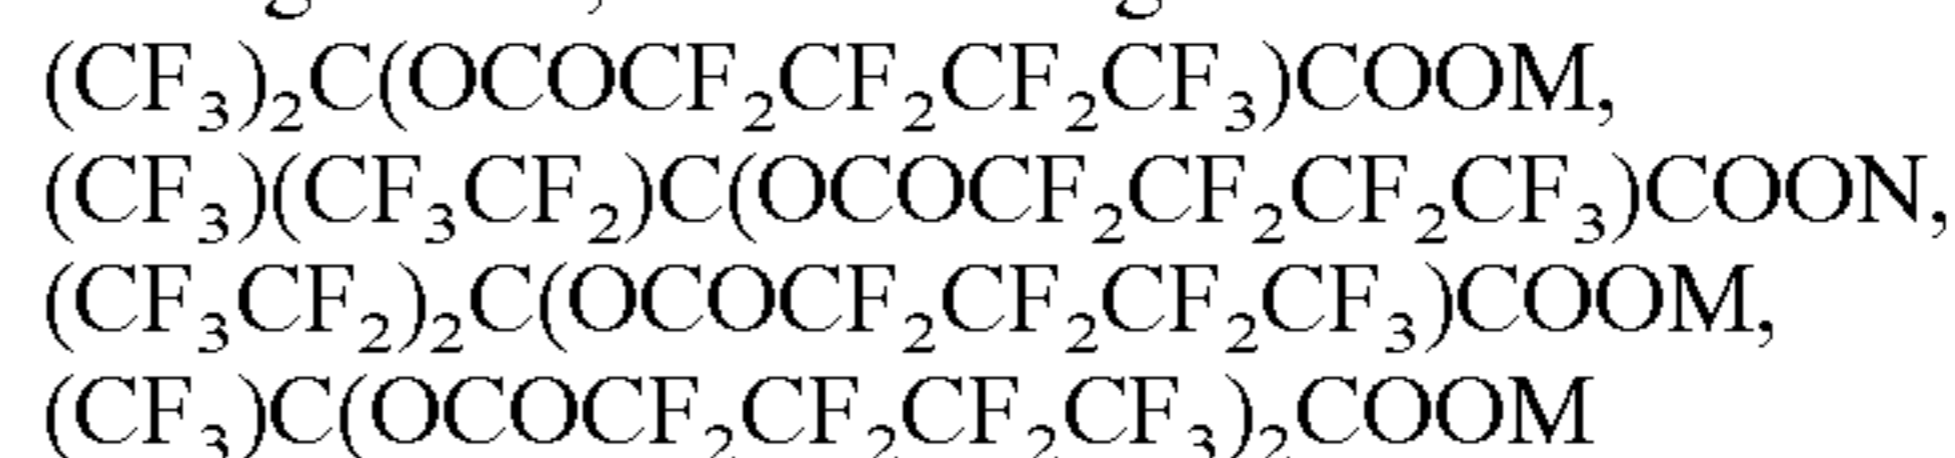 (CF₃)₂C(OCOCF₂CF₂CF₂CF₃)COOM,
(CF₃)(CF₃CF₂)C(OCOCF₂CF₂CF₂CF₃)COON,
(CF₃CF₂)₂C(OCOCF₂CF₂CF₂CF₃)COOM,
(CF₃)C(OCOCF₂CF₂CF₂CF₃)₂COOM